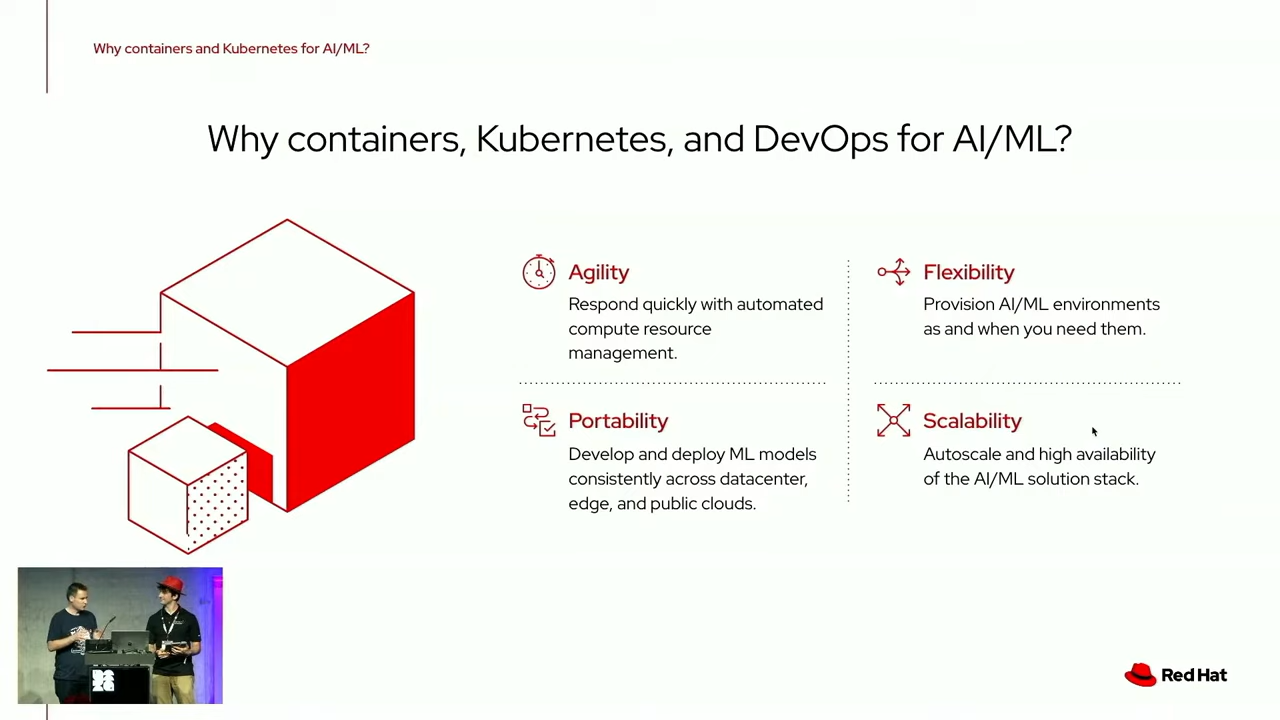 Why containers and Kubernetes for AI/ML?
Why containers, Kubernetes, and DevOps for AI/ML?
Agility
Respond quickly with automated
compute resource
management.
Flexibility
Provision AI/ML environments
as and when you need them.
Portability
Develop and deploy ML models
consistently across datacenter,
edge, and public clouds.
Scalability
Autoscale and high availability
of the AI/ML solution stack.
Red Hat